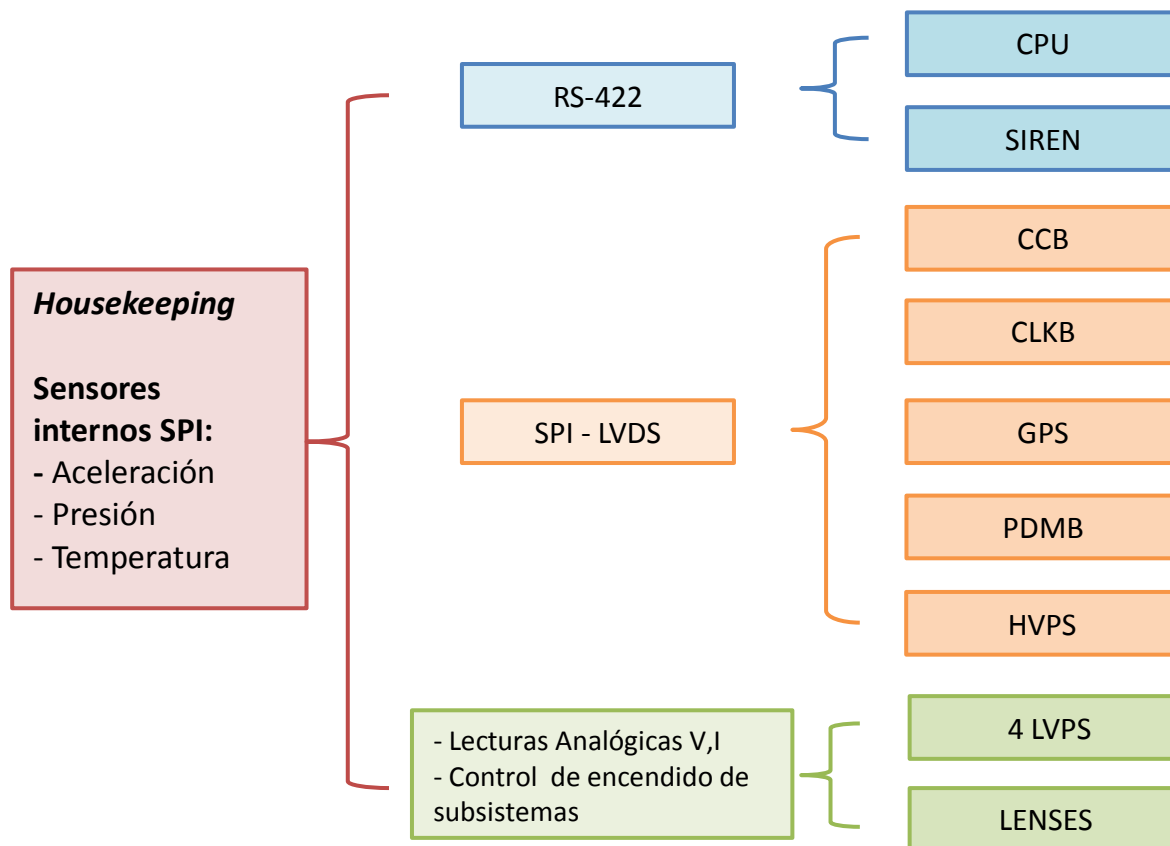 Housekeeping
Sensores
internos SPI:
- Aceleración
- Presión
- Temperatura
RS-422
CPU
SIREN
SPI - LVDS
CCB
CLKB
GPS
PDMB
HVPS
- Lecturas Analógicas V,I
- Control de encendido de
subsistemas
4 LVPS
LENSES